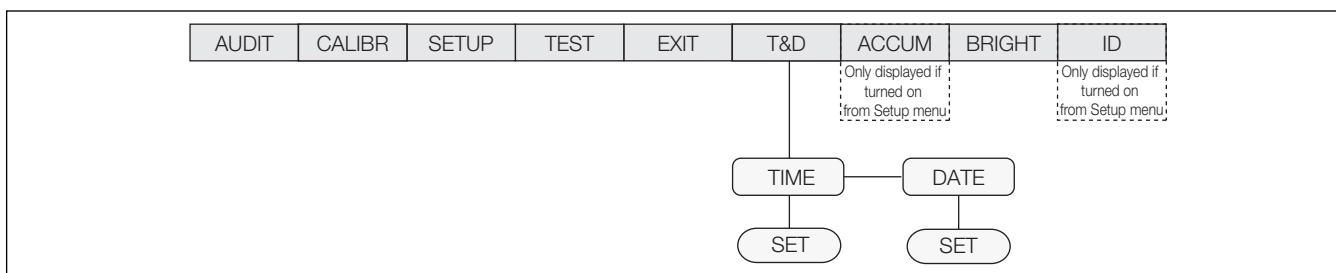 AUDIT CALIBR SETUP TEST EXIT T&D ACCUM BRIGHT ID
Only displayed if
turned on
from Setup menu
Only displayed if
turned on
from Setup menu
TIME DATE
SET SET